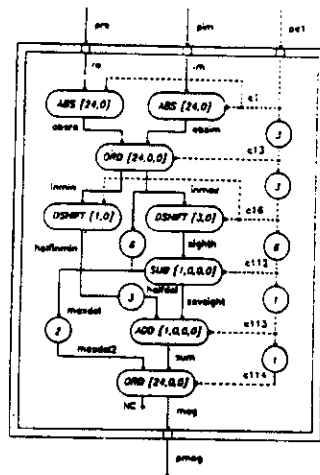 pre pim pc1
re im
ABS [24,0] ABS [24,0] c1
absre absim 3
ORD [24,0,0] c13
3
inmin inmax
DSHIFT [1,0] DSHIFT [3,0] c16
halfinmin 6 eighth 6
SUB [1,0,0,0] c112
maxdel halfdel 1
3 seveight
2 ADD [1,0,0,0] c113
maxdel2 sum 1
ORD [24,0,0] c114
NC mag
pmag